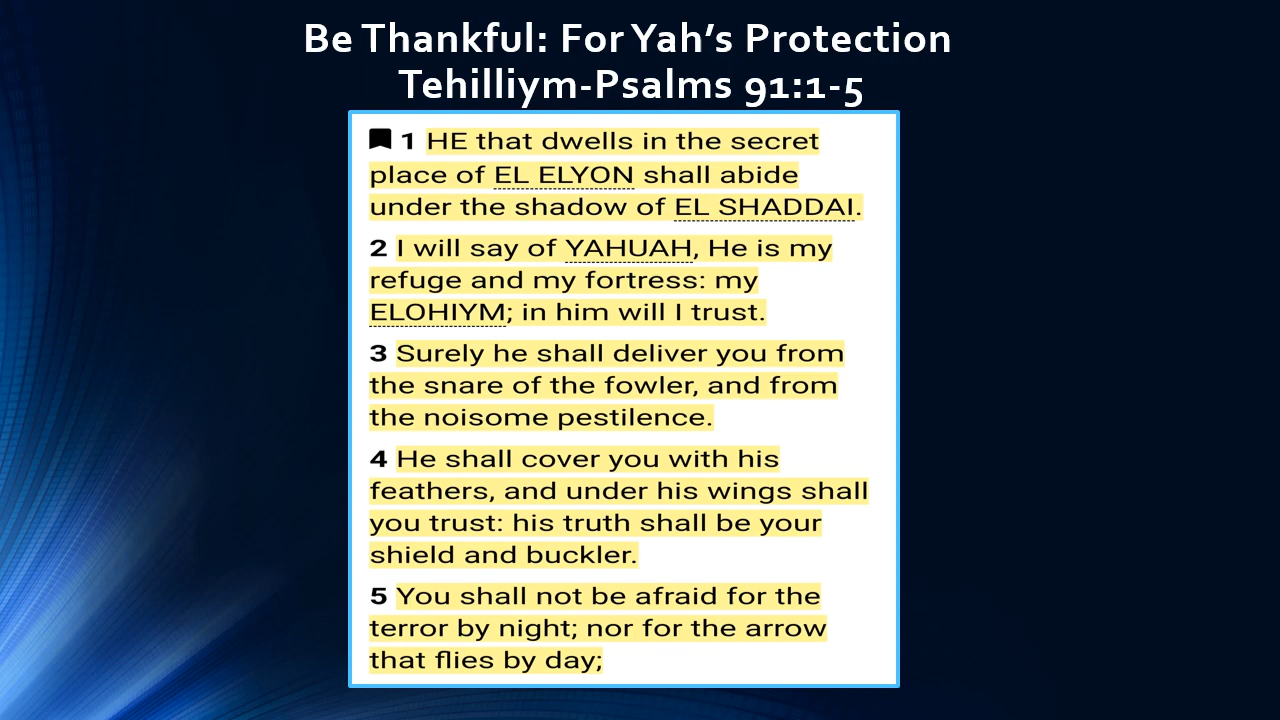 Be Thankful: For Yah’s Protection
Tehilliym-Psalms 91:1-5
1 HE that dwells in the secret
place of EL ELYON shall abide
under the shadow of EL SHADDAI.
2 I will say of YAHUAH, He is my
refuge and my fortress: my
ELOHIYM; in him will I trust.
3 Surely he shall deliver you from
the snare of the fowler, and from
the noisome pestilence.
4 He shall cover you with his
feathers, and under his wings shall
you trust: his truth shall be your
shield and buckler.
5 You shall not be afraid for the
terror by night; nor for the arrow
that flies by day;